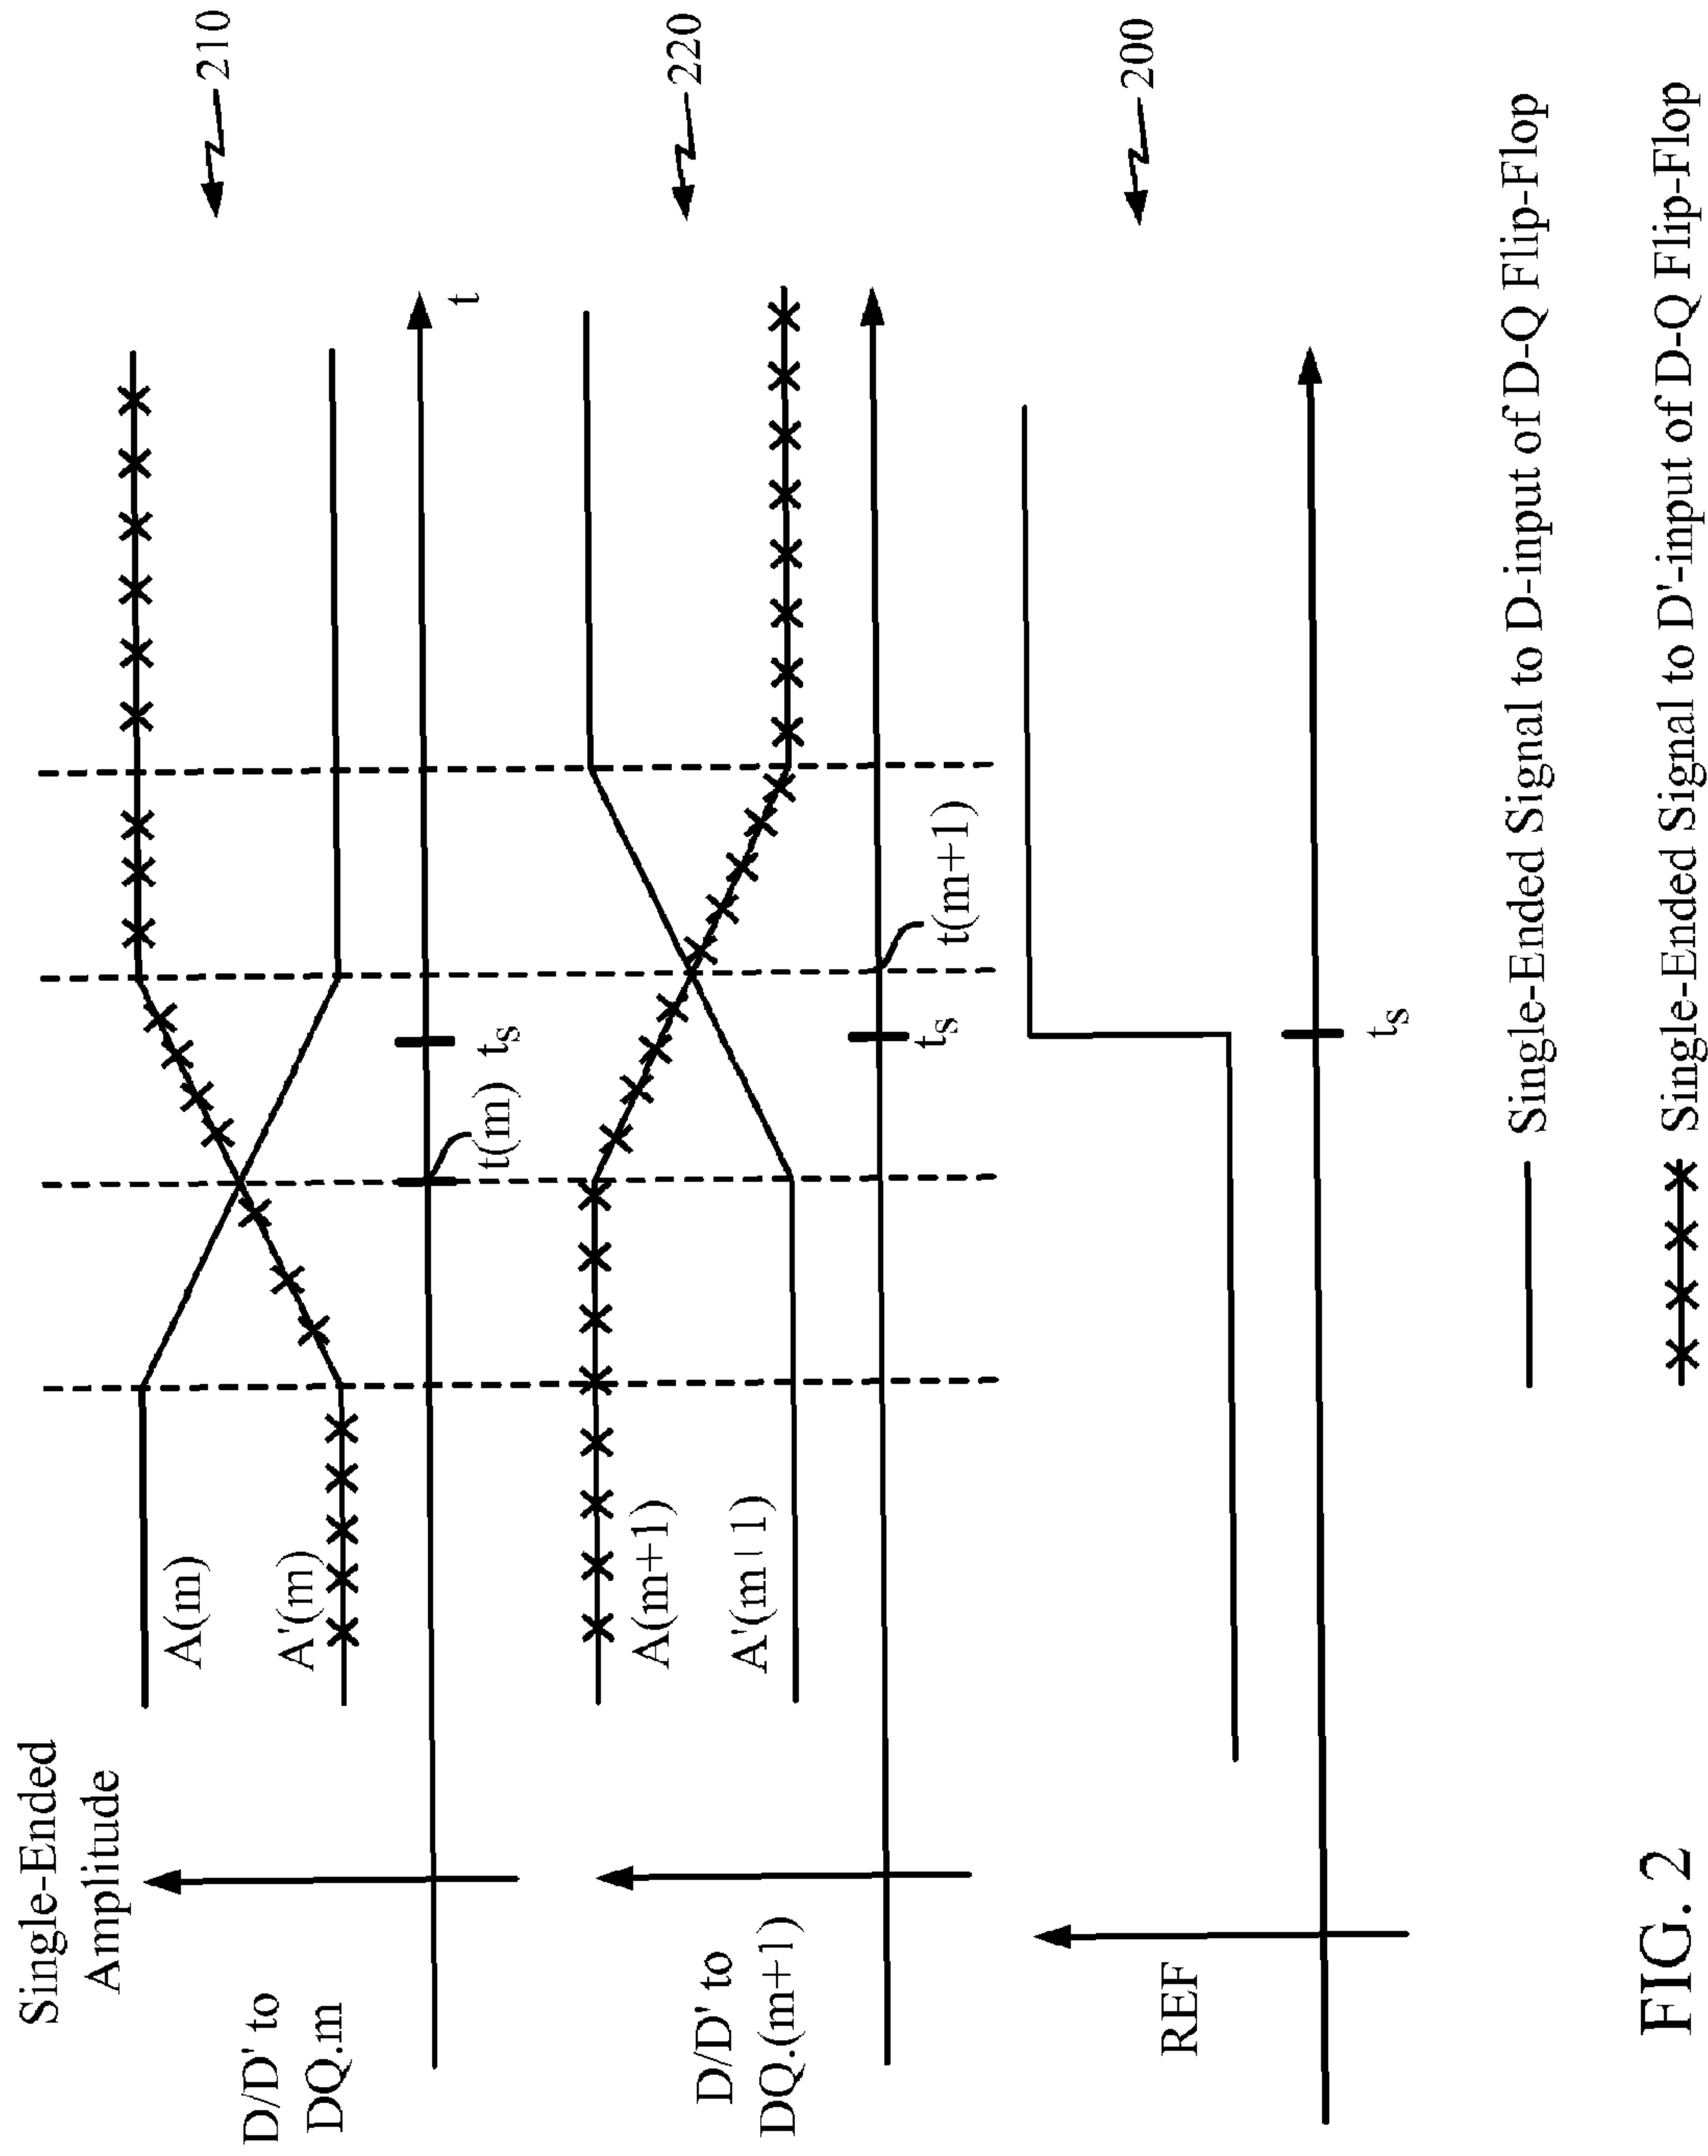 Single-Ended
Amplitude
D/D' to
DQ.m
A(m)
A'(m)
t(m)
ts
t
210
D/D' to
DQ.(m+1)
A(m+1)
A'(m+1)
ts
t(m+1)
220
REF
ts
200
Single-Ended Signal to D-input of D-Q Flip-Flop
Single-Ended Signal to D'-input of D-Q Flip-Flop
FIG. 2